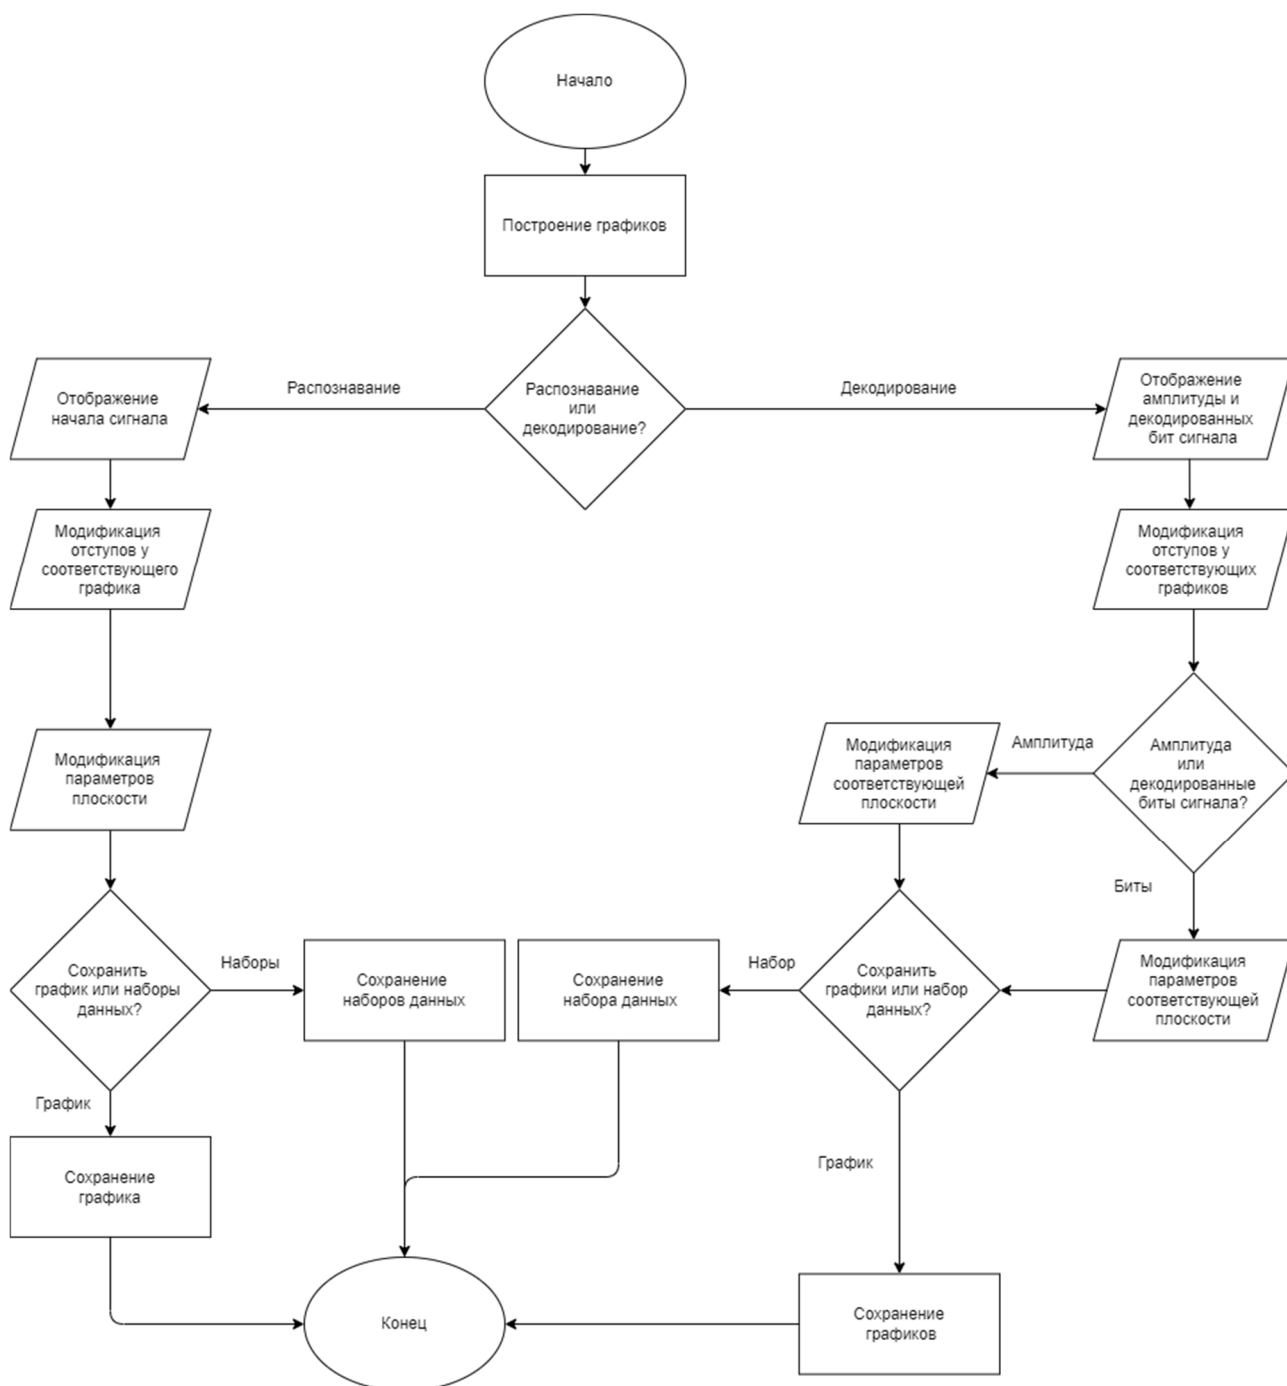 Начало
Построение графиков
Распознавание
или
декодирование?
Распознавание
Декодирование
Отображение
начала сигнала
Отображение
амплитуды и
декодированных
бит сигнала
Модификация
отступов у
соответствующего
графика
Модификация
отступов у
соответствующих
графиков
Модификация
параметров
плоскости
Модификация
параметров
соответствующей
плоскости
Амплитуда
Амплитуда
или
декодированные
биты сигнала?
Биты
Сохранить
график или наборы
данных?
Наборы
Сохранение
наборов данных
Сохранение
набора данных
Набор
Сохранить
графики или набор
данных?
Модификация
параметров
соответствующей
плоскости
График
Сохранение
графика
График
Конец
Сохранение
графиков